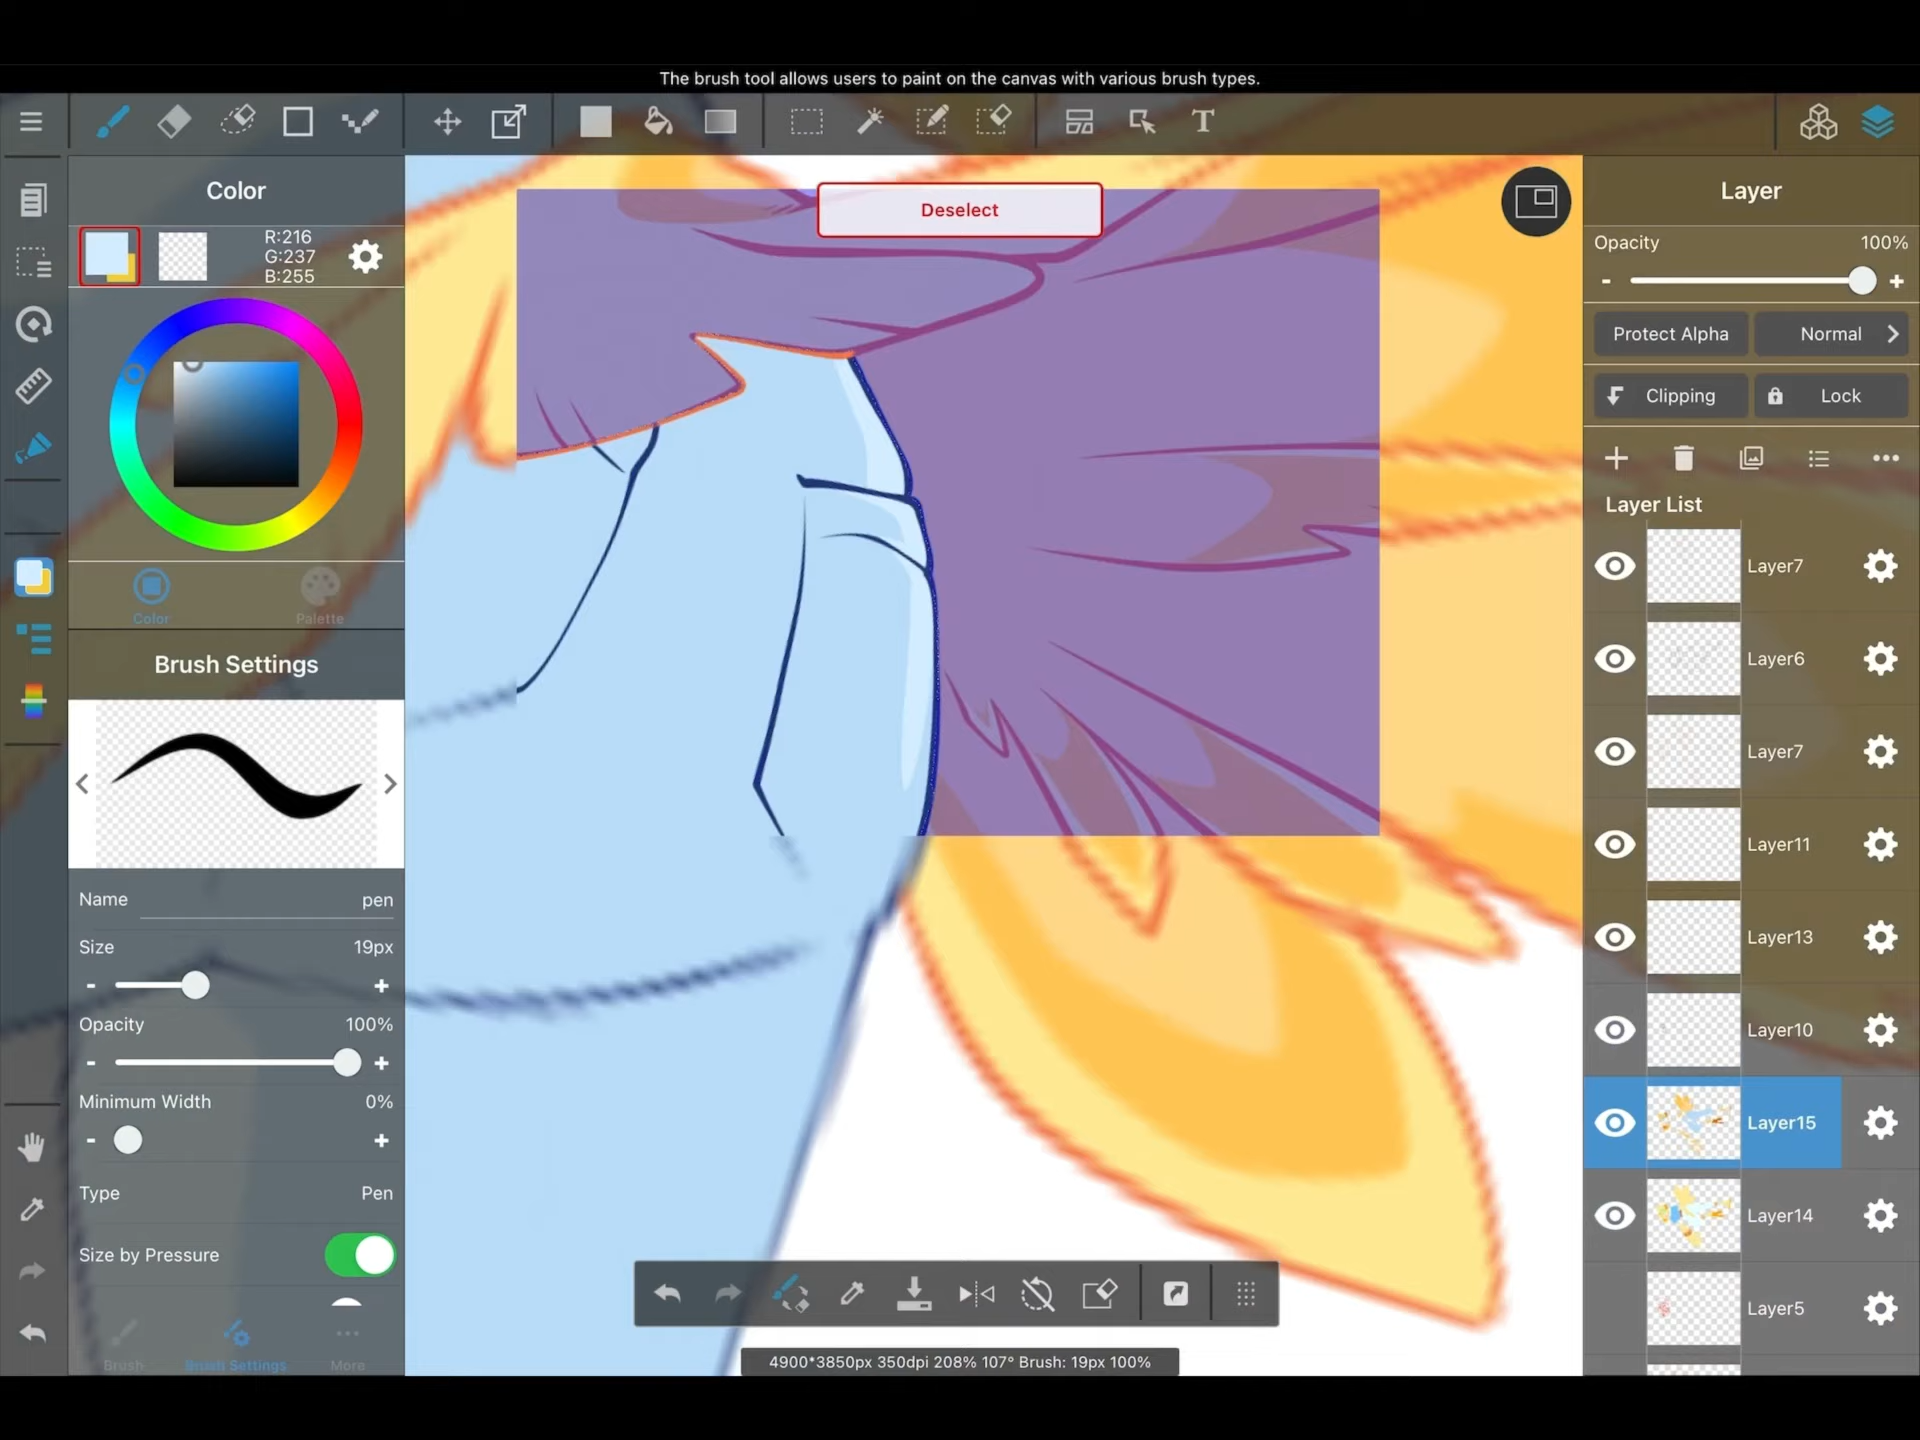 The brush tool allows users to paint on the canvas with various brush types.
T
Color
R:216
G:237
B:255
Color
Palette
Brush Settings
Name pen
Size 19px
- +
Opacity 100%
- +
Minimum Width 0%
- +
Type Pen
Size by Pressure
Brush
Brush Settings
More
Deselect
4900*3850px 350dpi 208% 107° Brush: 19px 100%
Layer
Opacity 100%
- +
Protect Alpha
Normal
Clipping
Lock
Layer List
Layer7
Layer6
Layer7
Layer11
Layer13
Layer10
Layer15
Layer14
Layer5